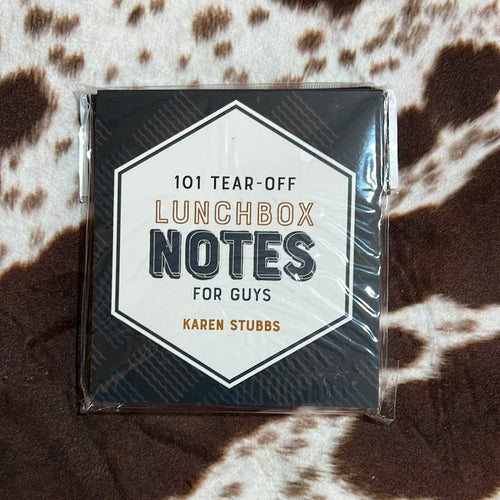 101 TEAR-OFF
LUNCHBOX
NOTES
FOR GUYS
KAREN STUBBS